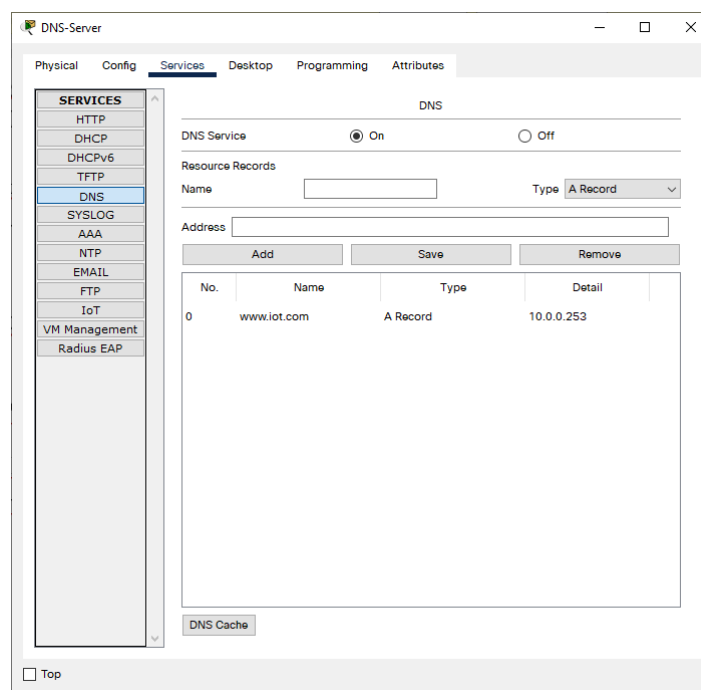 DNS-Server
Physical Config Services Desktop Programming Attributes
SERVICES
HTTP
DHCP
DHCPv6
TFTP
DNS
SYSLOG
AAA
NTP
EMAIL
FTP
IoT
VM Management
Radius EAP
DNS
DNS Service On Off
Resource Records
Name Type A Record
Address
Add Save Remove
No. Name Type Detail
0 www.iot.com A Record 10.0.0.253
DNS Cache
Top